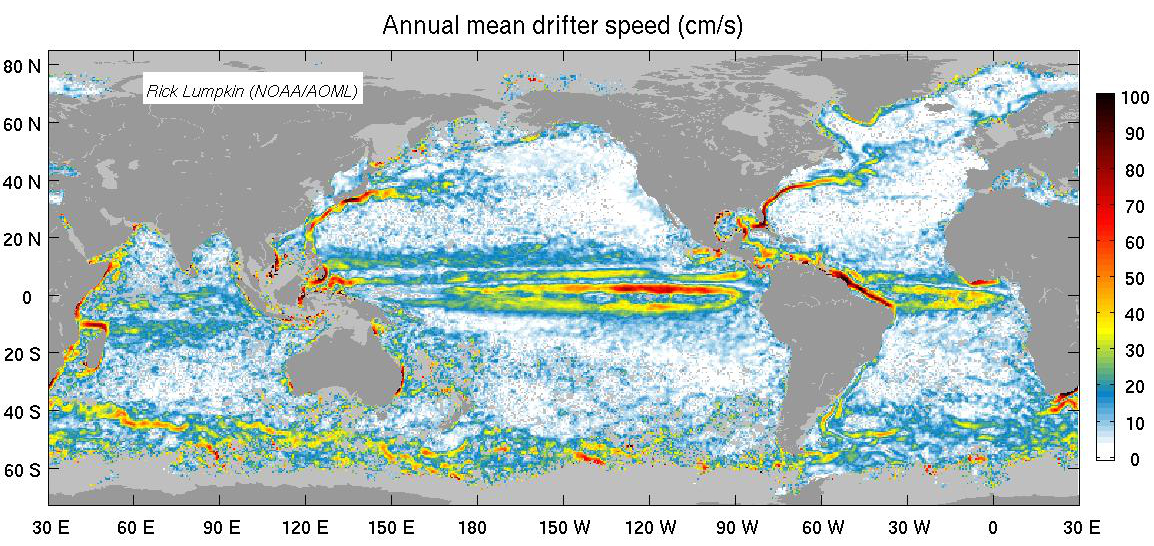 Annual mean drifter speed (cm/s)
80 N
Rick Lumpkin (NOAA/AOML)
60 N
40 N
20 N
0
20 S
40 S
60 S
30 E 60 E 90 E 120 E 150 E 180 150 W 120 W 90 W 60 W 30 W 0 30 E
100
90
80
70
60
50
40
30
20
10
0